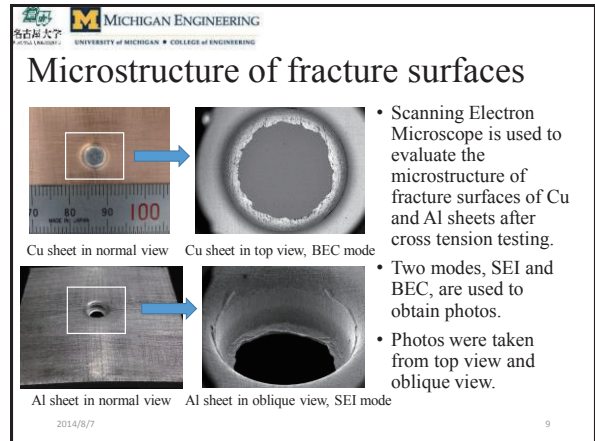 名古屋大学
M MICHIGAN ENGINEERING
UNIVERSITY of MICHIGAN ■ COLLEGE of ENGINEERING
Microstructure of fracture surfaces
70 80 90 100
MADE IN JAPAN
Cu sheet in normal view
Cu sheet in top view, BEC mode
Al sheet in normal view
Al sheet in oblique view, SEI mode
• Scanning Electron
Microscope is used to
evaluate the
microstructure of
fracture surfaces of Cu
and Al sheets after
cross tension testing.
• Two modes, SEI and
BEC, are used to
obtain photos.
• Photos were taken
from top view and
oblique view.
2014/8/7
9